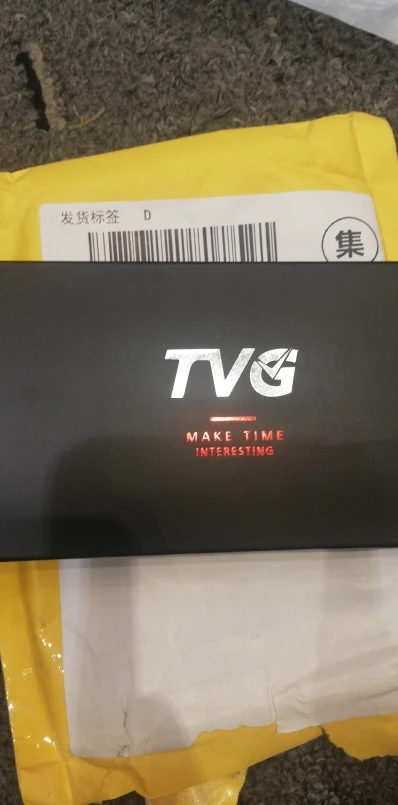 发货标签 D
集
TVG
MAKE TIME
INTERESTING